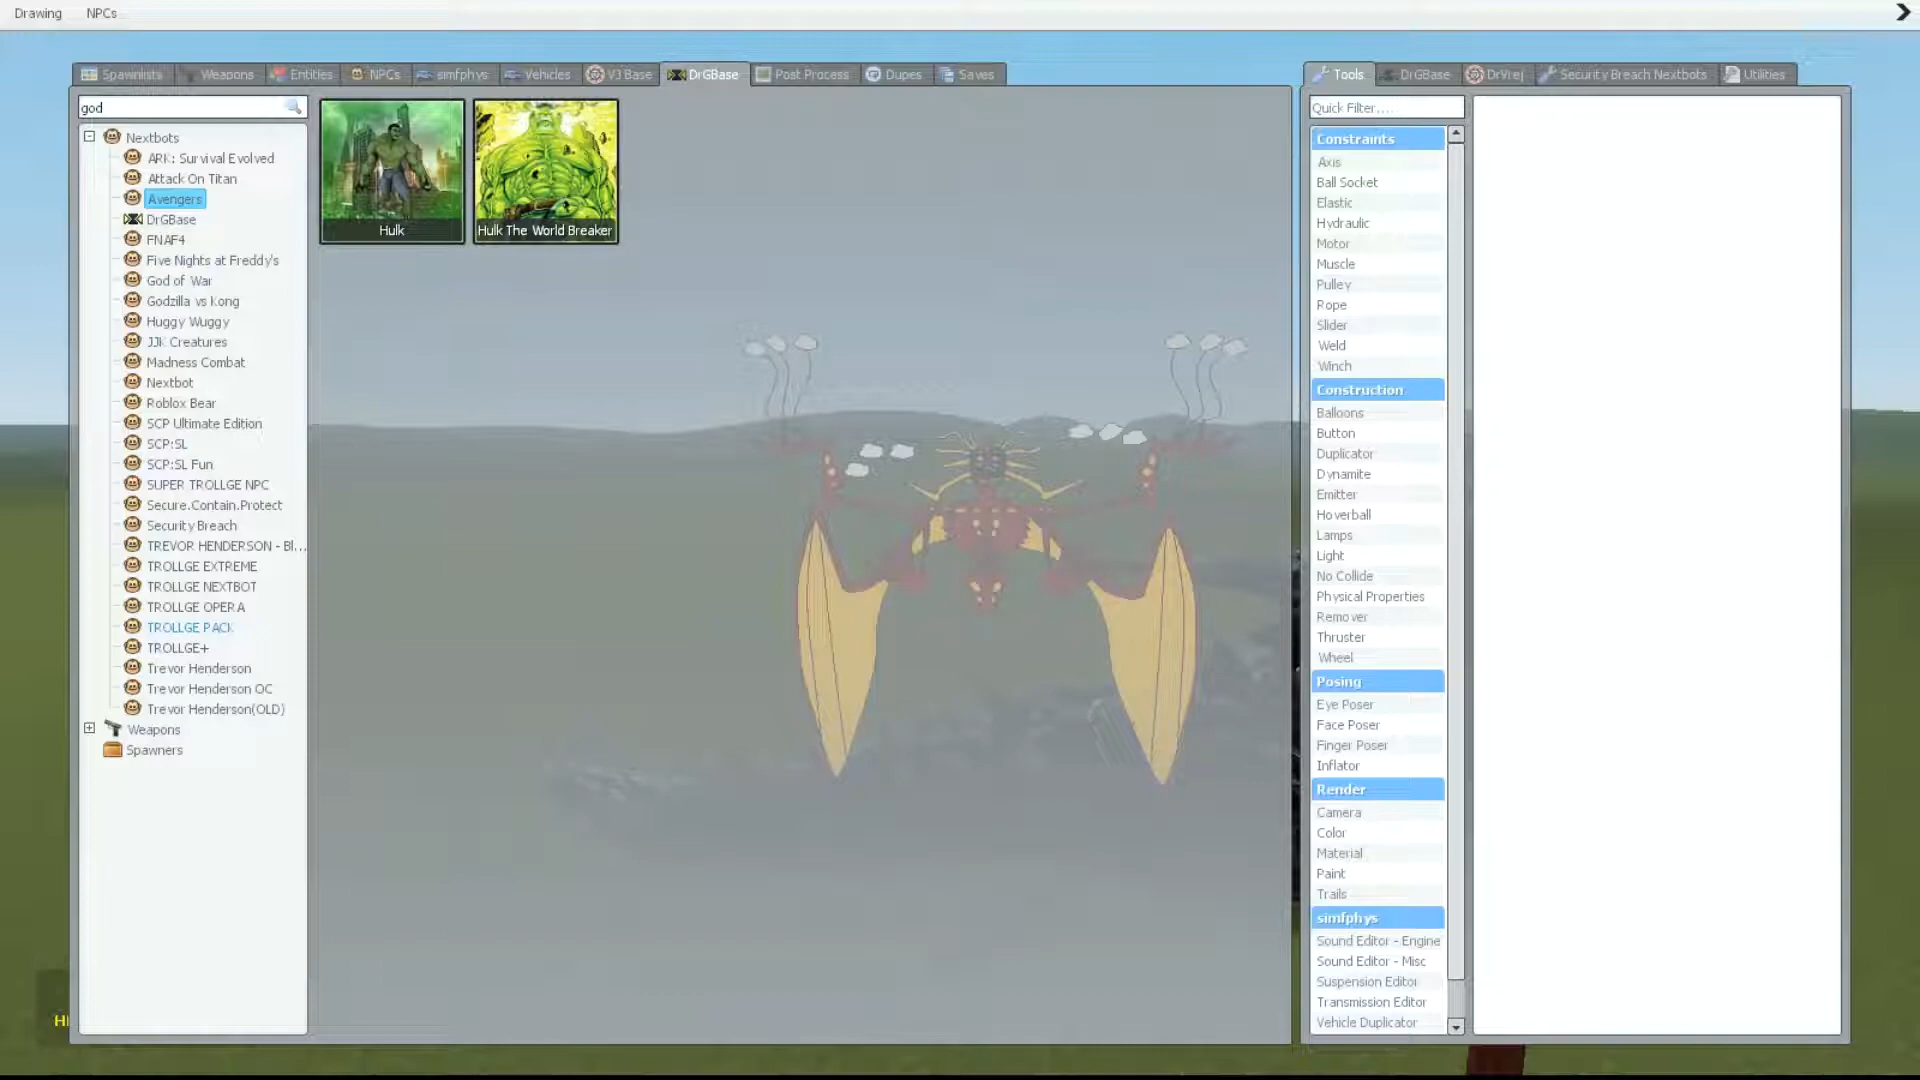 Drawing NPCs
Spawnlists Weapons Entities NPCs simfphys Vehicles V3 Base DrGBase Post Process Dupes Saves
god
Nextbots
ARK: Survival Evolved
Attack On Titan
Avengers
DrGBase
FNAF4
Five Nights at Freddy's
God of War
Godzilla vs Kong
Huggy Wuggy
JJK Creatures
Madness Combat
Nextbot
Roblox Bear
SCP Ultimate Edition
SCP:SL
SCP:SL Fun
SUPER TROLLGE NPC
Secure.Contain.Protect
Security Breach
TREVOR HENDERSON - Bl...
TROLLGE EXTREME
TROLLGE NEXTBOT
TROLLGE OPERA
TROLLGE PACK
TROLLGE+
Trevor Henderson
Trevor Henderson OC
Trevor Henderson(OLD)
Weapons
Spawners
Hulk
Hulk The World Breaker
Tools DrGBase DrVrej Security Breach Nextbots Utilities
Quick Filter....
Constraints
Axis
Ball Socket
Elastic
Hydraulic
Motor
Muscle
Pulley
Rope
Slider
Weld
Winch
Construction
Balloons
Button
Duplicator
Dynamite
Emitter
Hoverball
Lamps
Light
No Collide
Physical Properties
Remover
Thruster
Wheel
Posing
Eye Poser
Face Poser
Finger Poser
Inflator
Render
Camera
Color
Material
Paint
Trails
simfphys
Sound Editor - Engine
Sound Editor - Misc
Suspension Editor
Transmission Editor
Vehicle Duplicator